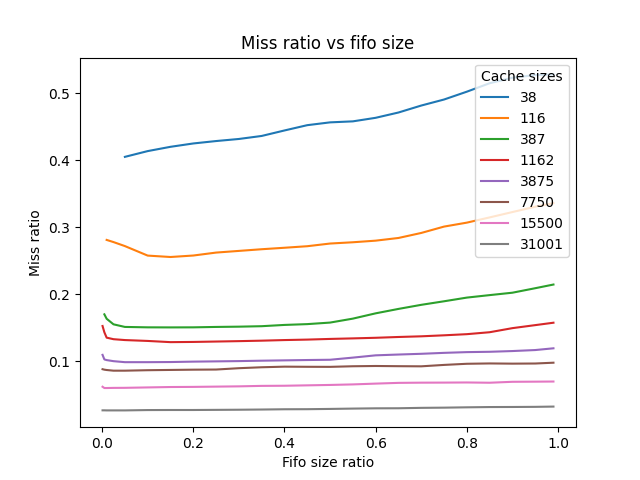 Miss ratio vs fifo size
Cache sizes
38
116
387
1162
3875
7750
15500
31001
Miss ratio
0.5
0.4
0.3
0.2
0.1
0.0 0.2 0.4 0.6 0.8 1.0
Fifo size ratio